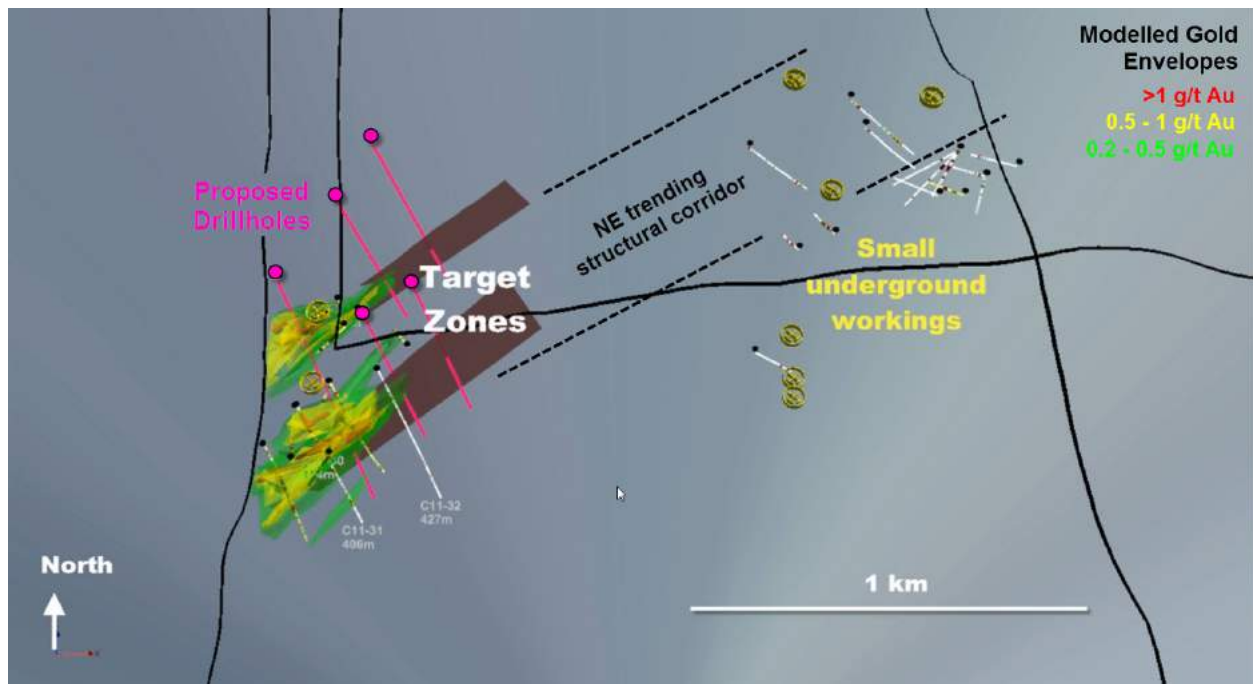 Modelled Gold
Envelopes
>1 g/t Au
0.5 - 1 g/t Au
0.2 - 0.5 g/t Au
Proposed
Drillholes
NE trending
structural corridor
Target
Zones
Small
underground
workings
C11-32
427m
C11-31
406m
North
1 km